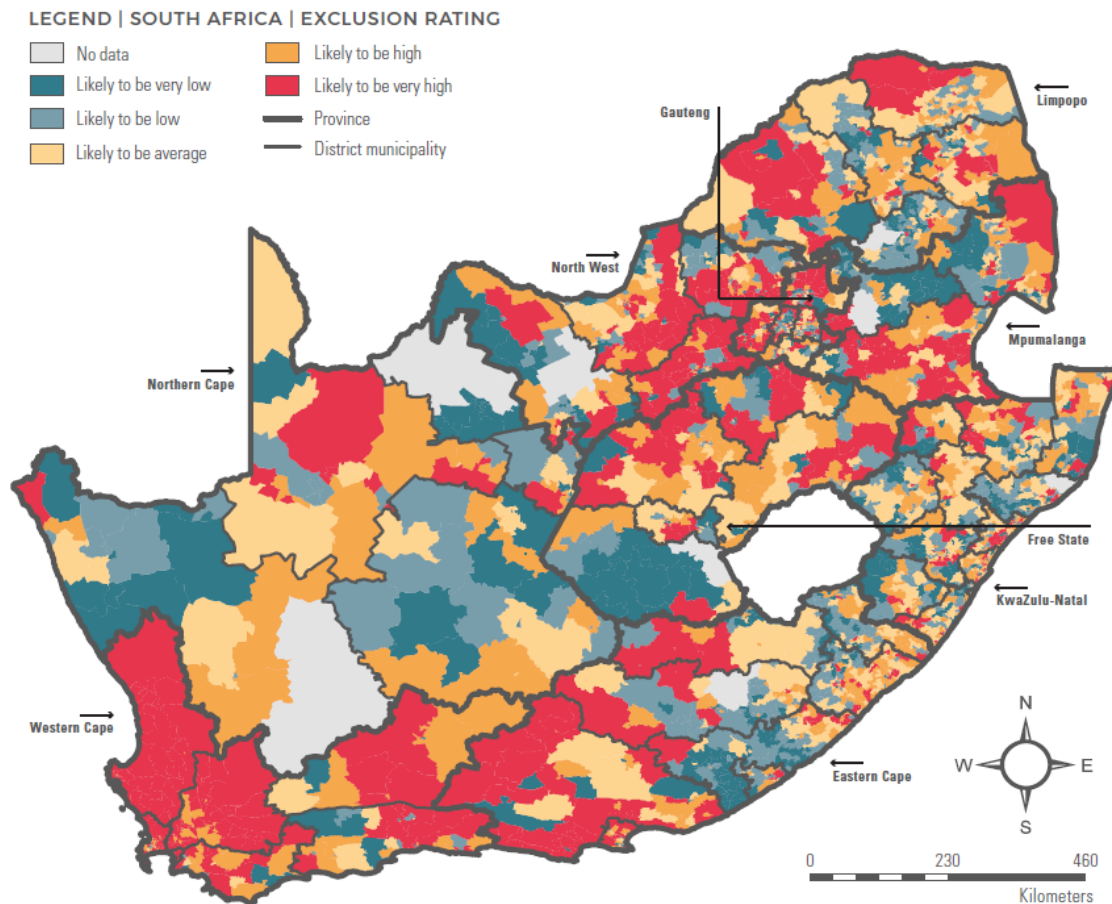 LEGEND | SOUTH AFRICA | EXCLUSION RATING
No data
Likely to be very low
Likely to be low
Likely to be average
Likely to be high
Likely to be very high
Province
District municipality
Gauteng
Limpopo
North West
Mpumalanga
Northern Cape
Free State
KwaZulu-Natal
Western Cape
Eastern Cape
N
W
E
S
0 230 460
Kilometers